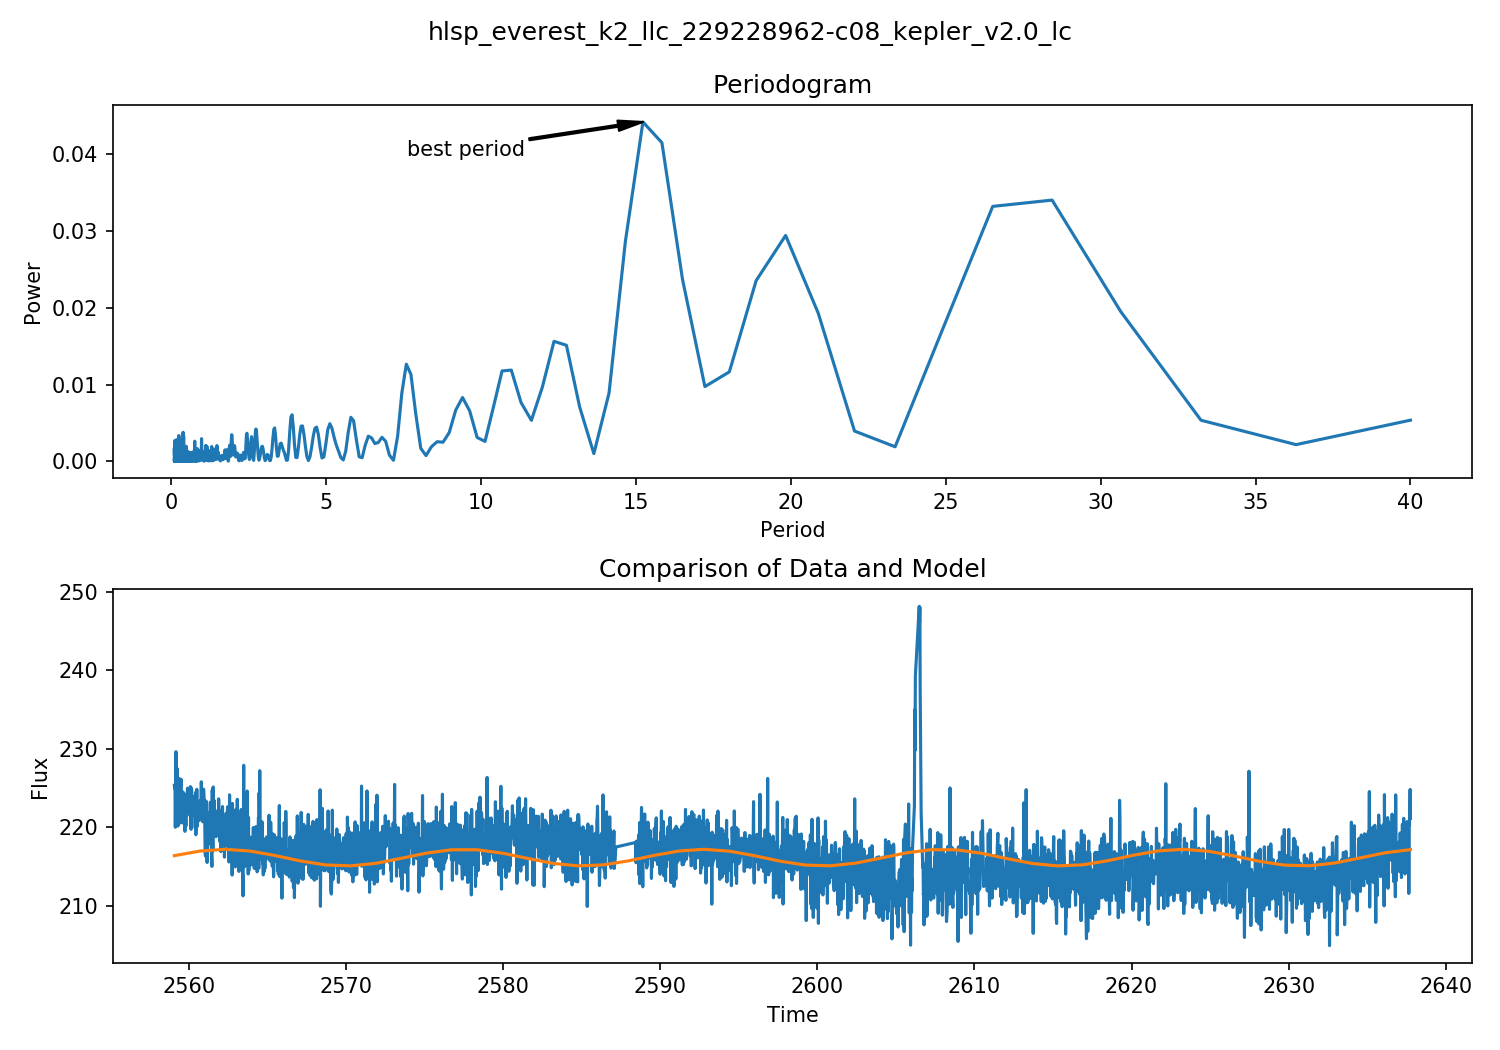 hlsp_everest_k2_llc_229228962-c08_kepler_v2.0_lc
Periodogram
best period
0.04
0.03
0.02
0.01
0.00
Power
0 5 10 15 20 25 30 35 40
Period
Comparison of Data and Model
250
240
230
220
210
Flux
2560 2570 2580 2590 2600 2610 2620 2630 2640
Time